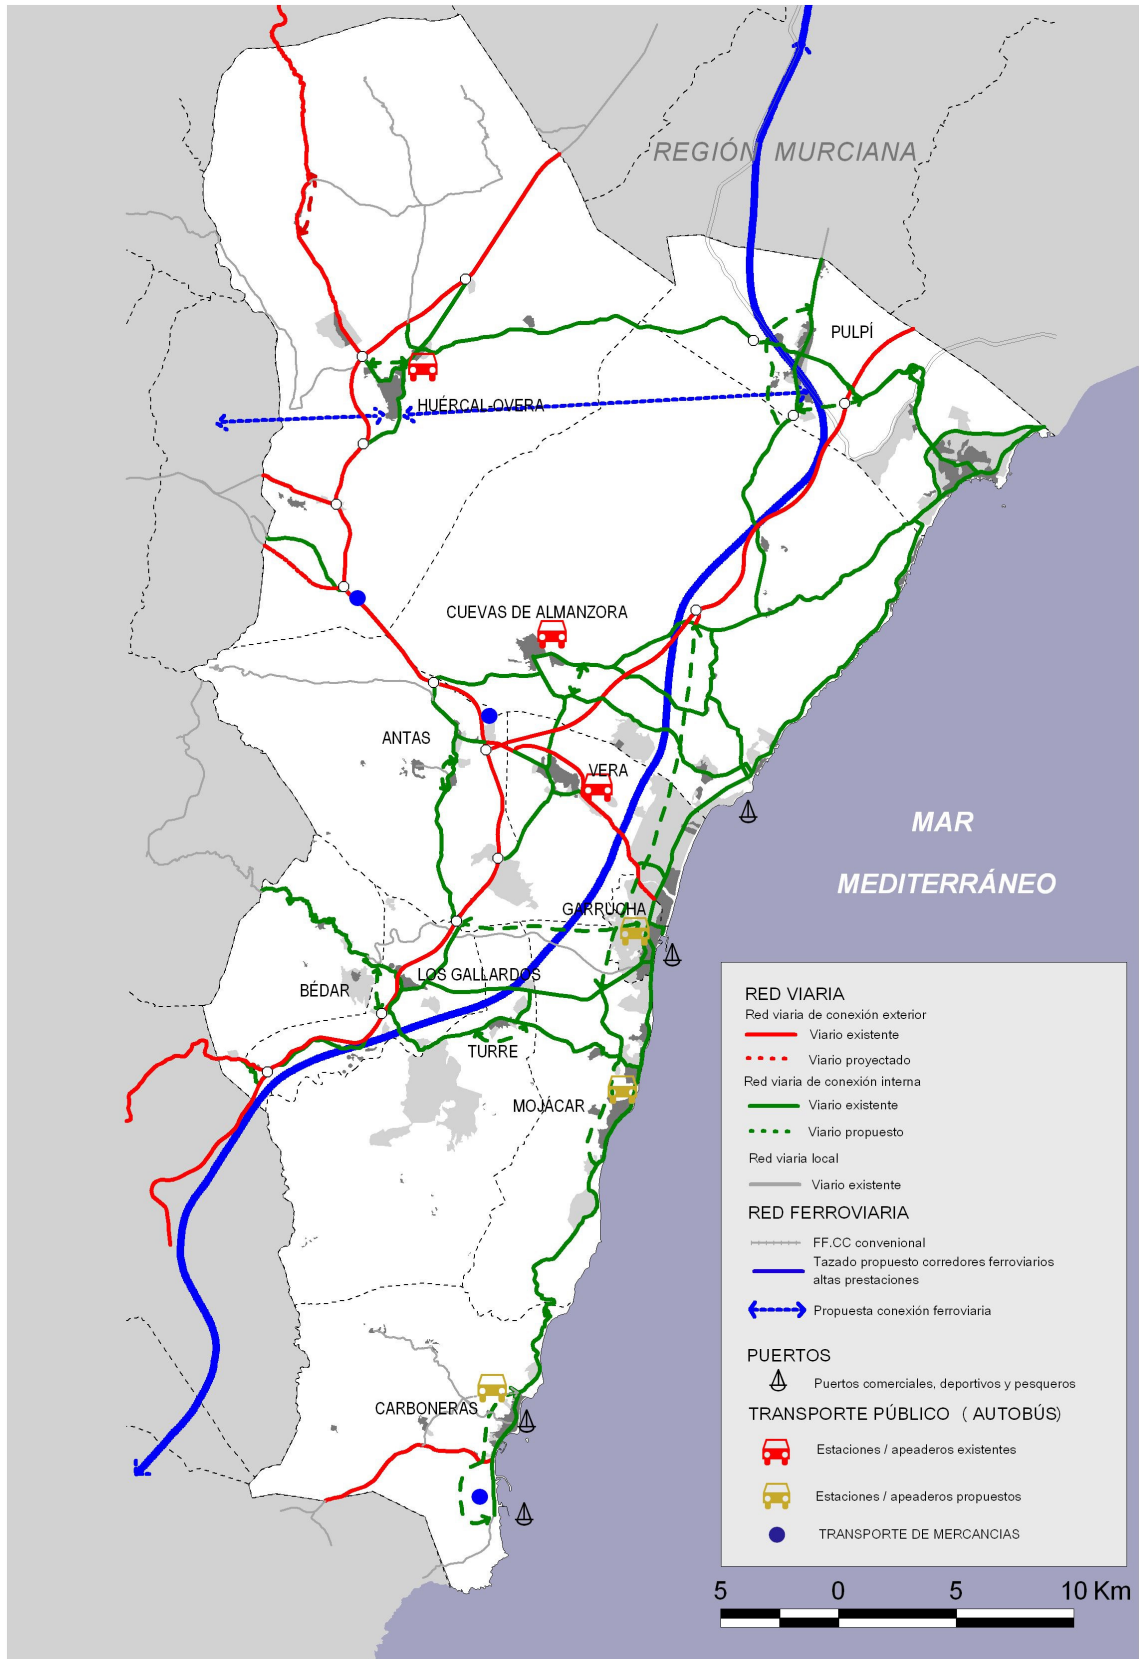 REGIÓN MURCIANA
PULPÍ
HUÉRCAL-OVERA
CUEVAS DE ALMANZORA
ANTAS
VERA
MAR
MEDITERRÁNEO
GARRUCHA
LOS GALLARDOS
BÉDAR
TURRE
MOJÁCAR
CARBONERAS
RED VIARIA
Red viaria de conexión exterior
Viario existente
Viario proyectado
Red viaria de conexión interna
Viario existente
Viario propuesto
Red viaria local
Viario existente
RED FERROVIARIA
FF.CC convenional
Tazado propuesto corredores ferroviarios
altas prestaciones
Propuesta conexión ferroviaria
PUERTOS
Puertos comerciales, deportivos y pesqueros
TRANSPORTE PÚBLICO ( AUTOBÚS)
Estaciones / apeaderos existentes
Estaciones / apeaderos propuestos
TRANSPORTE DE MERCANCIAS
5 0 5 10 Km